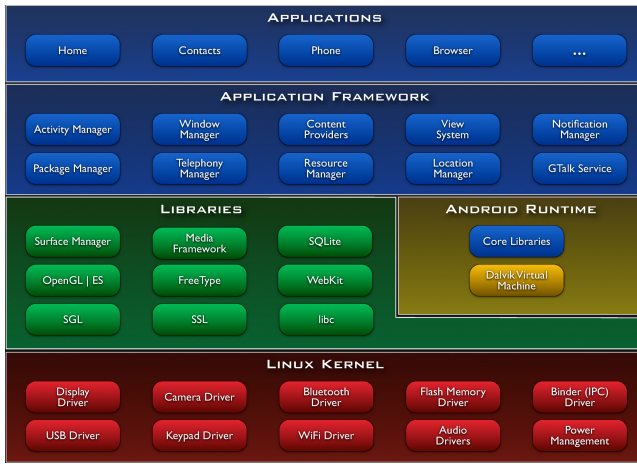 APPLICATIONS
Home
Contacts
Phone
Browser
...
APPLICATION FRAMEWORK
Activity Manager
Window
Manager
Content
Providers
View
System
Notification
Manager
Package Manager
Telephony
Manager
Resource
Manager
Location
Manager
GTalk Service
LIBRARIES
Surface Manager
Media
Framework
SQLite
OpenGL | ES
FreeType
WebKit
SGL
SSL
libc
ANDROID RUNTIME
Core Libraries
Dalvik Virtual
Machine
LINUX KERNEL
Display
Driver
Camera Driver
Bluetooth
Driver
Flash Memory
Driver
Binder (IPC)
Driver
USB Driver
Keypad Driver
WiFi Driver
Audio
Drivers
Power
Management